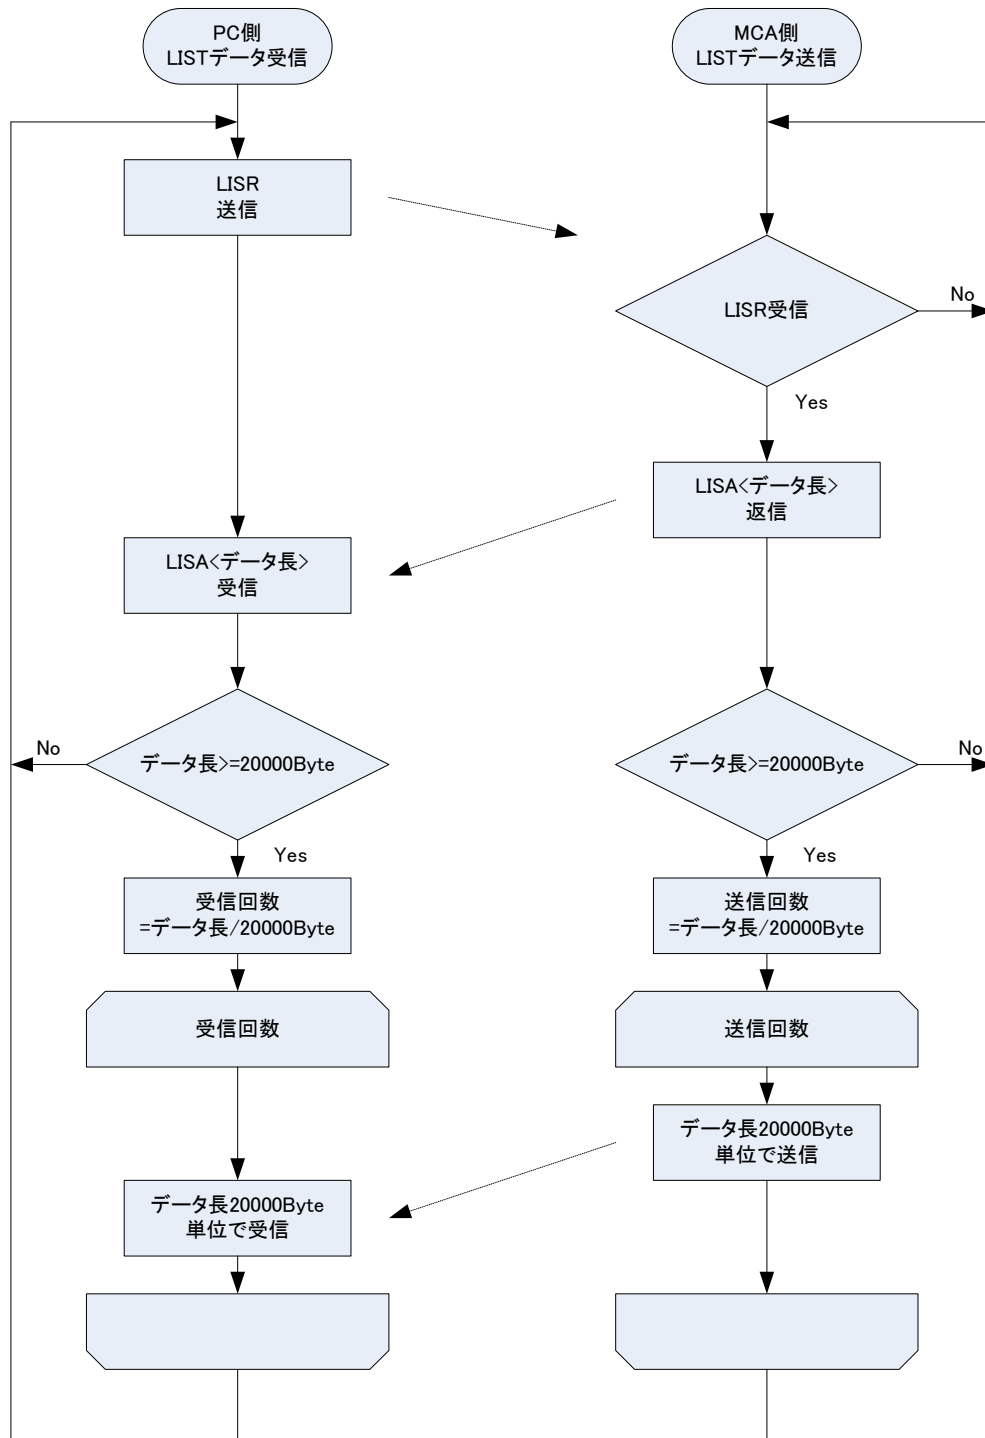 PC側
LISTデータ受信
MCA側
LISTデータ送信
LISR
送信
LISR受信
No
Yes
LISA<データ長>
返信
LISA<データ長>
受信
No
データ長>=20000Byte
データ長>=20000Byte
No
Yes
Yes
受信回数
=データ長/20000Byte
送信回数
=データ長/20000Byte
受信回数
送信回数
データ長20000Byte
単位で送信
データ長20000Byte
単位で受信